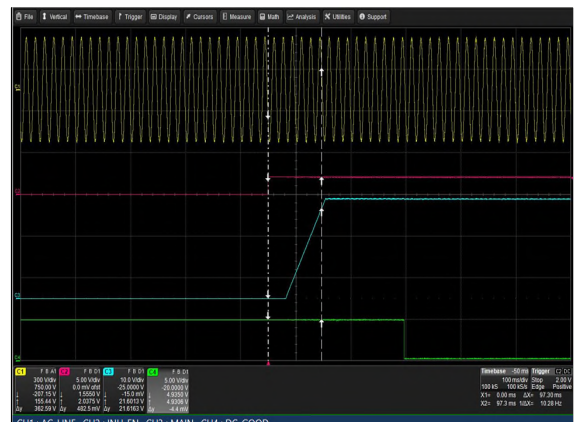 File Vertical Timebase Trigger Display Cursors Measure Math Analysis Utilities Support
C1 F B A1 C2 F B D1 C3 F B D1 C4 F B D1
300 V/div 5.00 V/div 10.0 V/div 5.00 V/div
750.00 V 0.0 mV ofst -25.0000 V -20.0000 V
↓ -207.15 V ↓ 1.5550 V ↓ -15.0 mV ↓ 4.9350 V
↑ 155.44 V ↑ 2.0375 V ↑ 21.6013 V ↑ 4.9306 V
Δy 362.59 V Δy 482.5 mV Δy 21.6163 V Δy -4.4 mV
Timebase -50 ms Trigger C2 DC
100 ms/div Stop 2.00 V
100 kS 100 kS/s Edge Positive
X1= 0.00 ms ΔX= 97.30 ms
X2= 97.3 ms 1/ΔX= 10.28 Hz